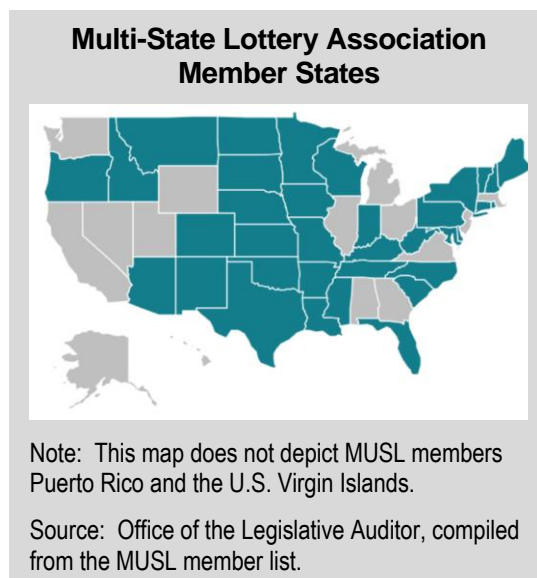 Multi-State Lottery Association
Member States
Note: This map does not depict MUSL members
Puerto Rico and the U.S. Virgin Islands.
Source: Office of the Legislative Auditor, compiled
from the MUSL member list.